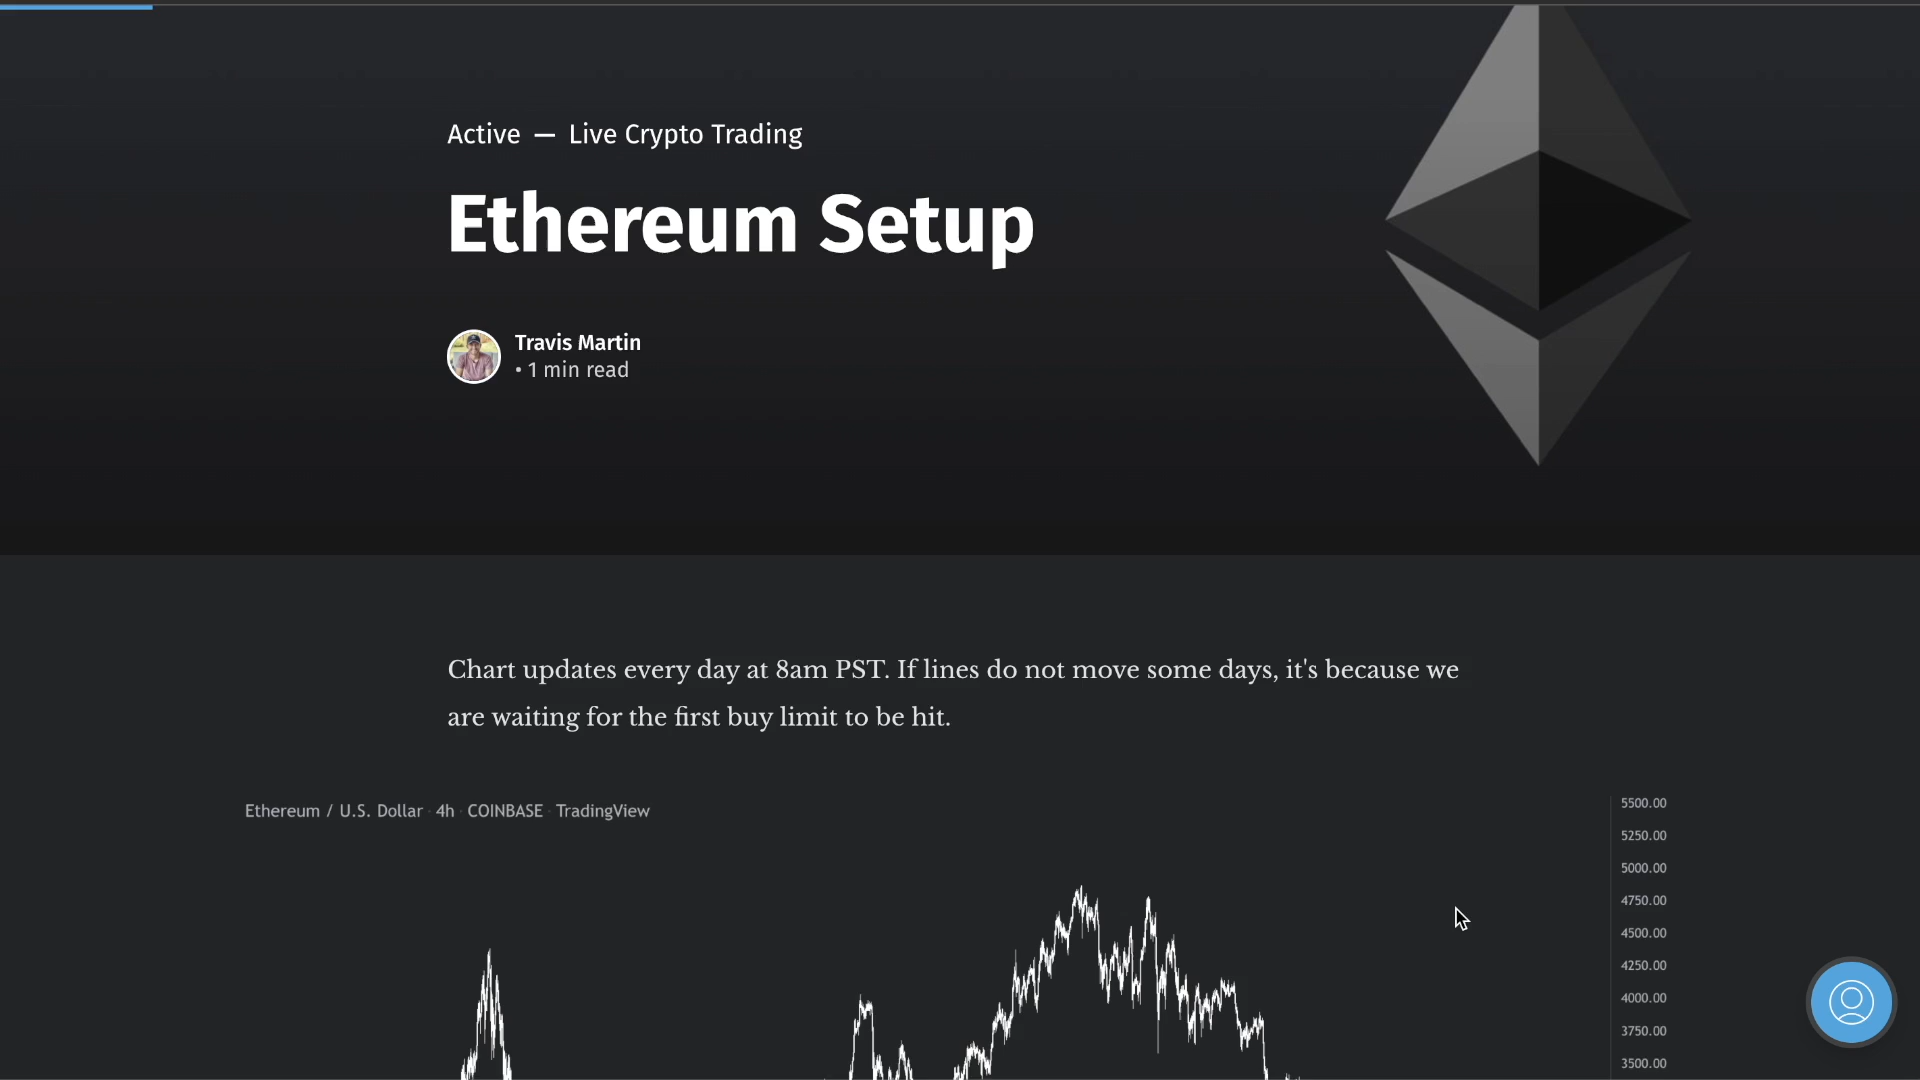 Active — Live Crypto Trading
Ethereum Setup
Travis Martin
• 1 min read
Chart updates every day at 8am PST. If lines do not move some days, it's because we
are waiting for the first buy limit to be hit.
Ethereum / U.S. Dollar · 4h · COINBASE · TradingView
5500.00
5250.00
5000.00
4750.00
4500.00
4250.00
4000.00
3750.00
3500.00